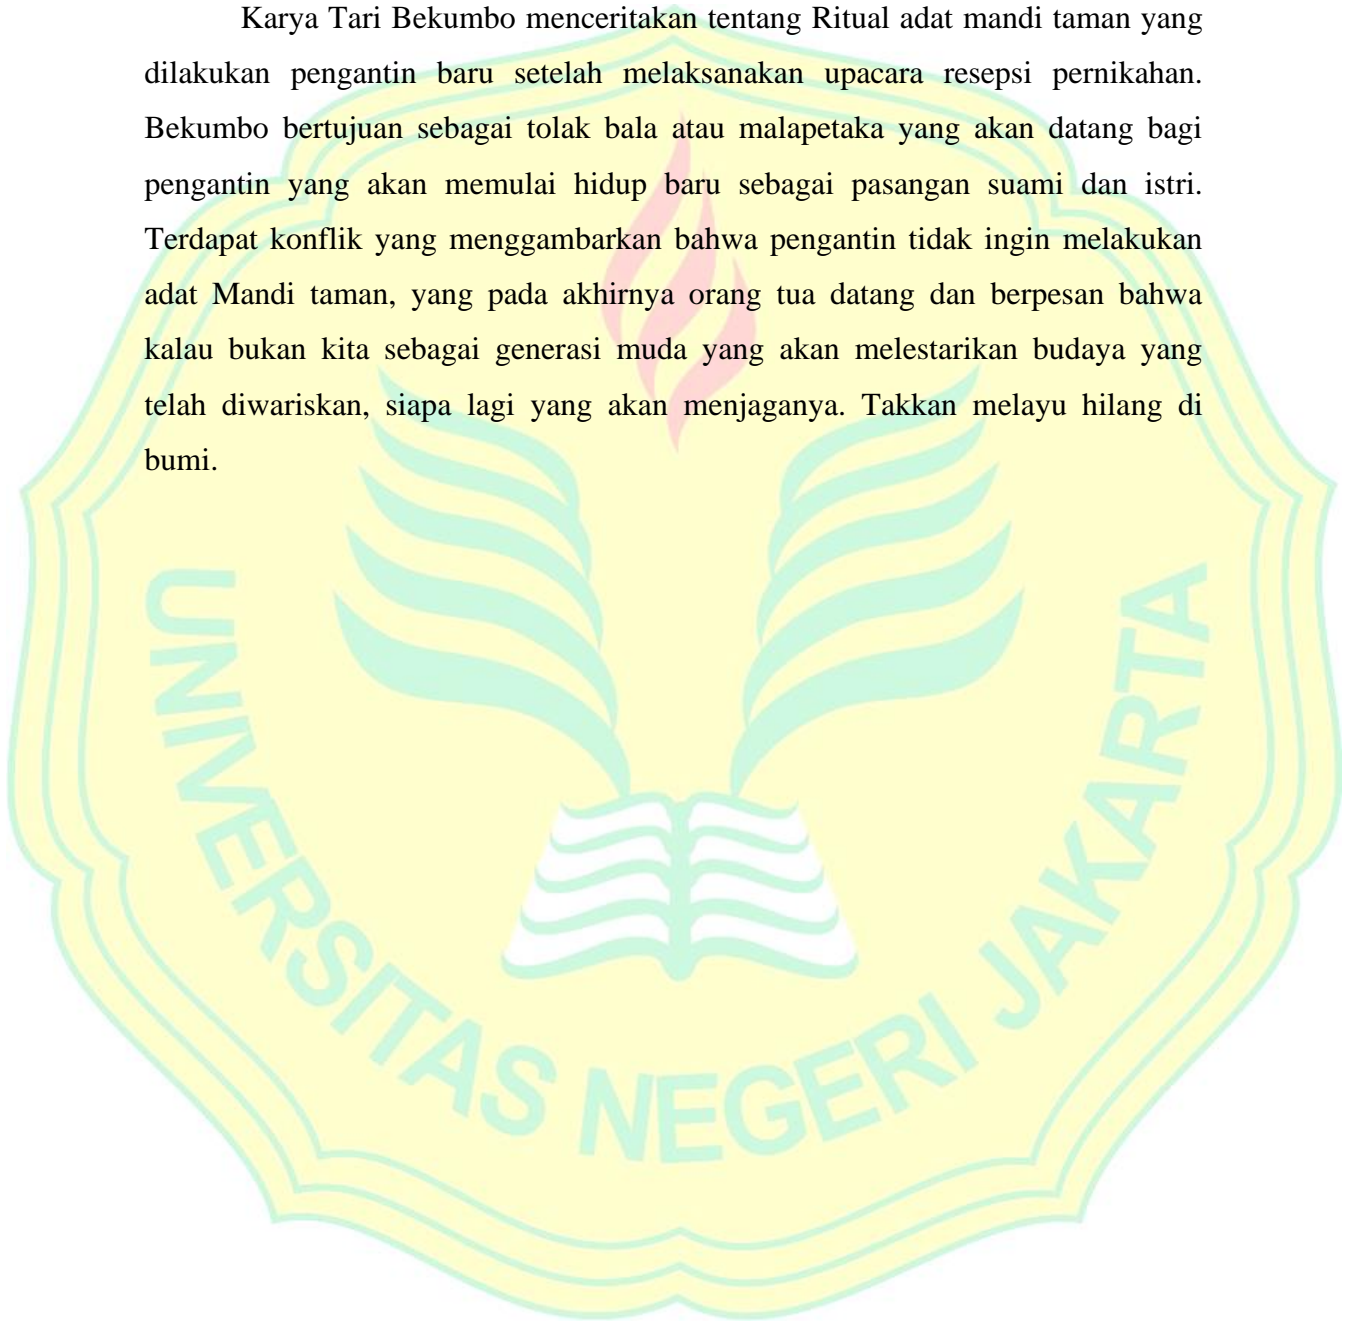 Karya Tari Bekumbo menceritakan tentang Ritual adat mandi taman yang
dilakukan pengantin baru setelah melaksanakan upacara resepsi pernikahan.
Bekumbo bertujuan sebagai tolak bala atau malapetaka yang akan datang bagi
pengantin yang akan memulai hidup baru sebagai pasangan suami dan istri.
Terdapat konflik yang menggambarkan bahwa pengantin tidak ingin melakukan
adat Mandi taman, yang pada akhirnya orang tua datang dan berpesan bahwa
kalau bukan kita sebagai generasi muda yang akan melestarikan budaya yang
telah diwariskan, siapa lagi yang akan menjaganya. Takkan melayu hilang di
bumi.
UNIVERSITAS NEGERI JAKARTA